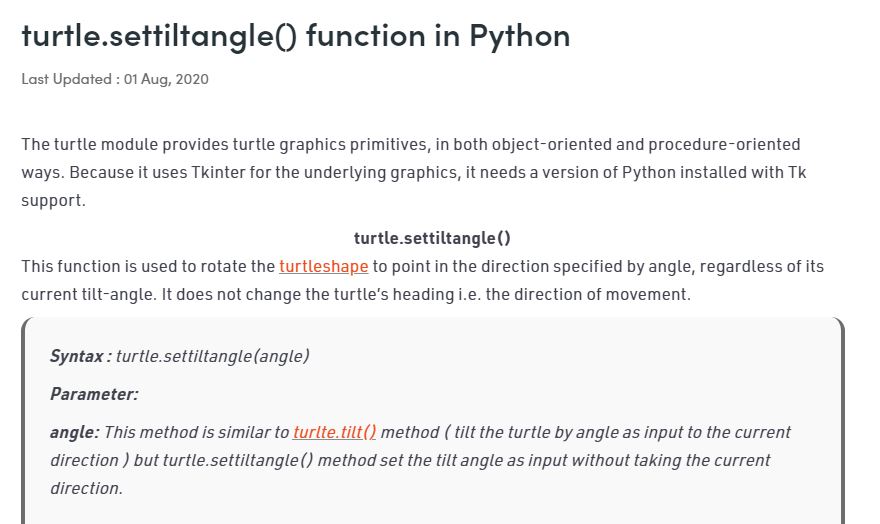 turtle.settiltangle() function in Python
Last Updated : 01 Aug, 2020
The turtle module provides turtle graphics primitives, in both object-oriented and procedure-oriented
ways. Because it uses Tkinter for the underlying graphics, it needs a version of Python installed with Tk
support.
turtle.settiltangle()
This function is used to rotate the turtleshape to point in the direction specified by angle, regardless of its
current tilt-angle. It does not change the turtle's heading i.e. the direction of movement.
Syntax : turtle.settiltangle(angle)
Parameter:
angle: This method is similar to turlte.tilt() method ( tilt the turtle by angle as input to the current
direction ) but turtle.settiltangle() method set the tilt angle as input without taking the current
direction.